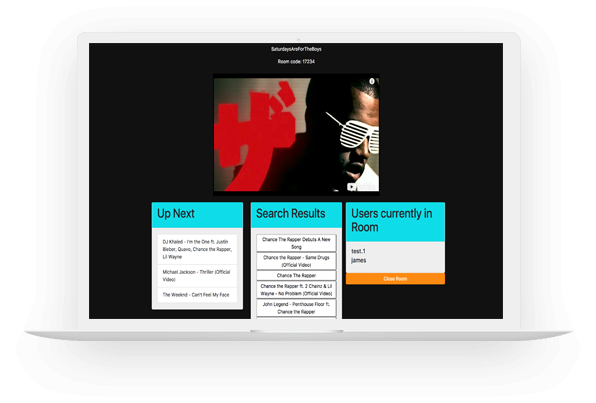 SaturdaysAreForTheBoys
Room code: 17234
ザ
Up Next
DJ Khaled - I'm the One ft. Justin
Bieber, Quavo, Chance the Rapper,
Lil Wayne
Michael Jackson - Thriller (Official
Video)
The Weeknd - Can't Feel My Face
Search Results
Chance The Rapper Debuts A New
Song
Chance the Rapper - Same Drugs
(Official Video)
Chance The Rapper
Chance the Rapper ft. 2 Chainz & Lil
Wayne - No Problem (Official Video)
John Legend - Penthouse Floor ft.
Chance the Rapper
Users currently in
Room
test.1
james
Close Room